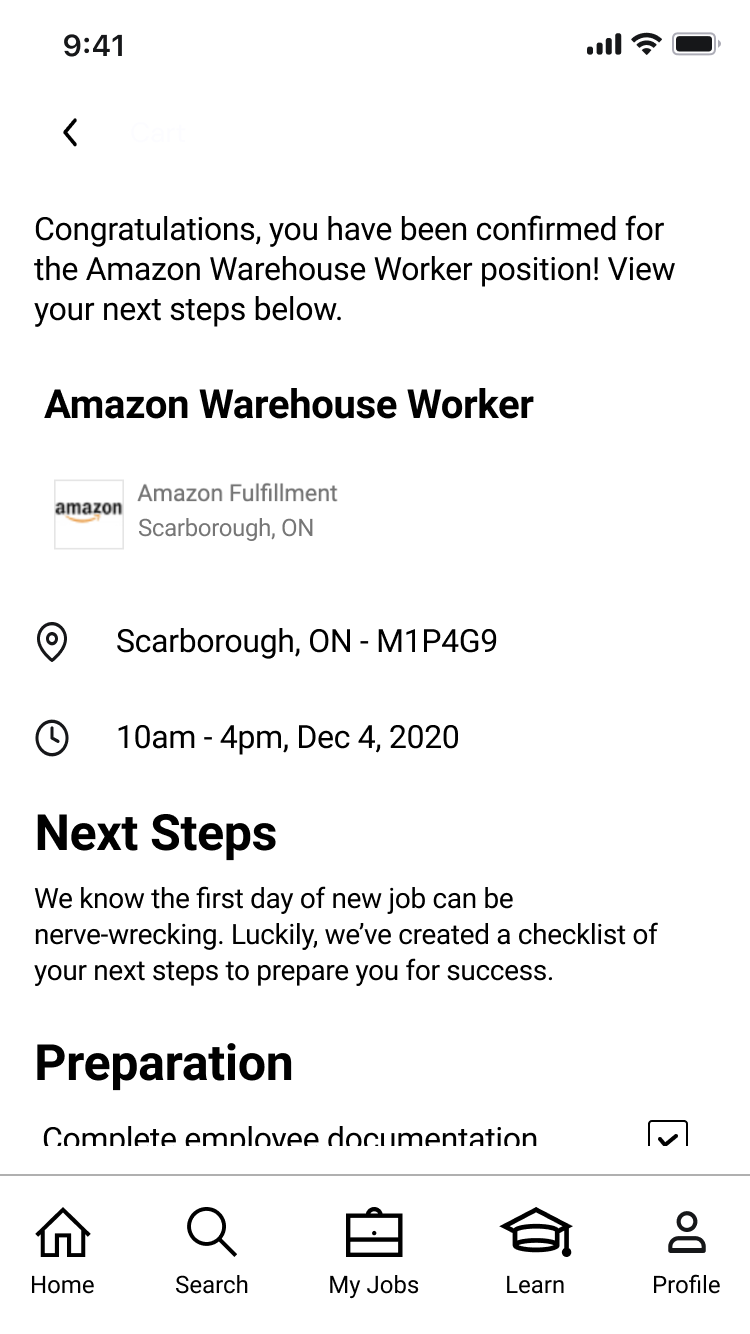 9:41
Cart
Congratulations, you have been confirmed for
the Amazon Warehouse Worker position! View
your next steps below.
Amazon Warehouse Worker
amazon
Amazon Fulfillment
Scarborough, ON
Scarborough, ON - M1P4G9
10am - 4pm, Dec 4, 2020
Next Steps
We know the first day of new job can be
nerve-wrecking. Luckily, we’ve created a checklist of
your next steps to prepare you for success.
Preparation
Complete employee documentation
Home
Search
My Jobs
Learn
Profile